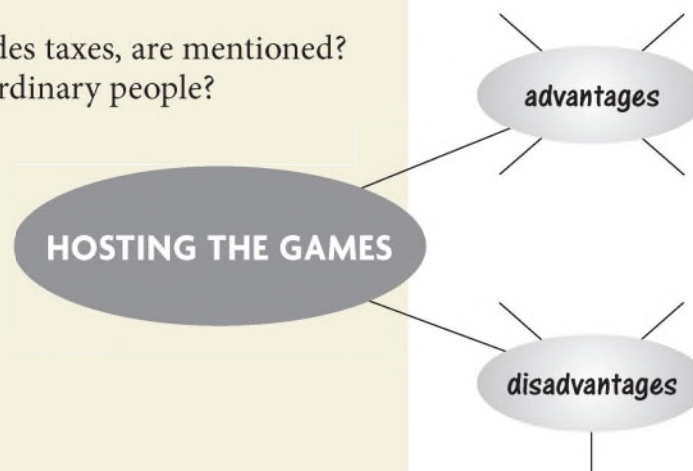 des taxes, are mentioned?
rdinary people?
advantages
HOSTING THE GAMES
disadvantages